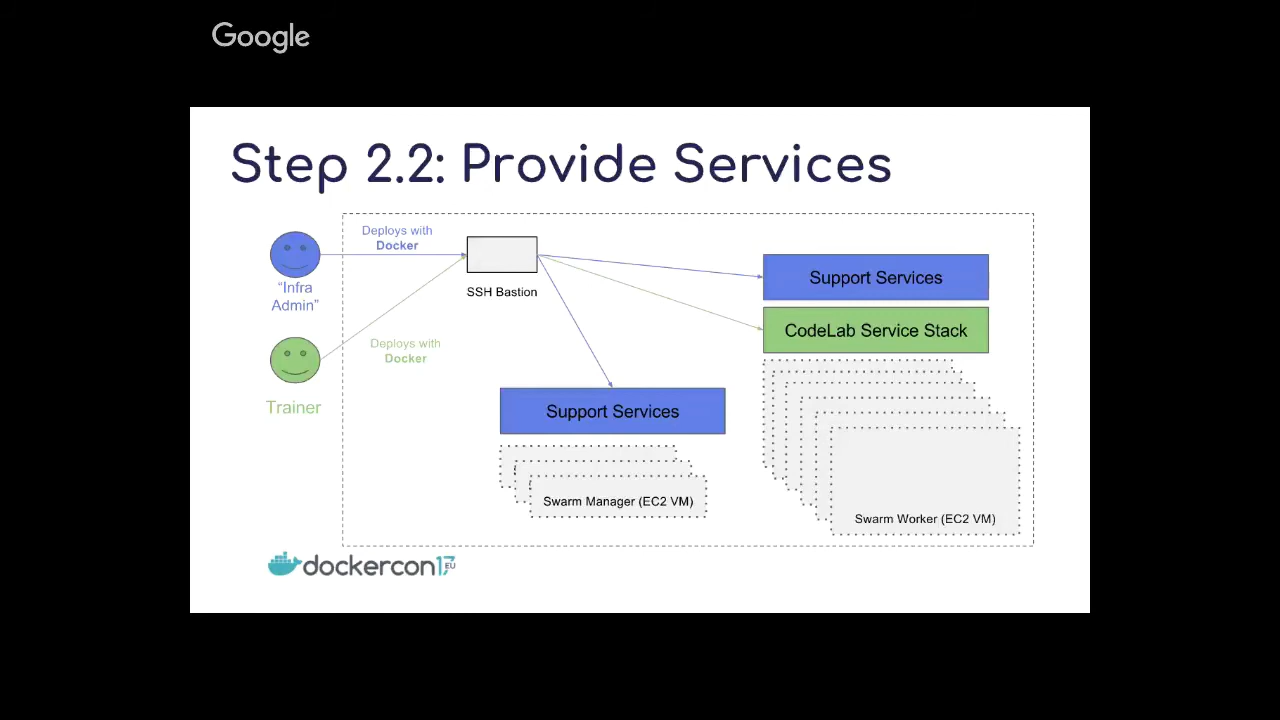 Google
Step 2.2: Provide Services
Deploys with
Docker
"Infra
Admin"
SSH Bastion
Support Services
CodeLab Service Stack
Deploys with
Docker
Trainer
Support Services
Swarm Manager (EC2 VM)
Swarm Worker (EC2 VM)
dockercon17 EU